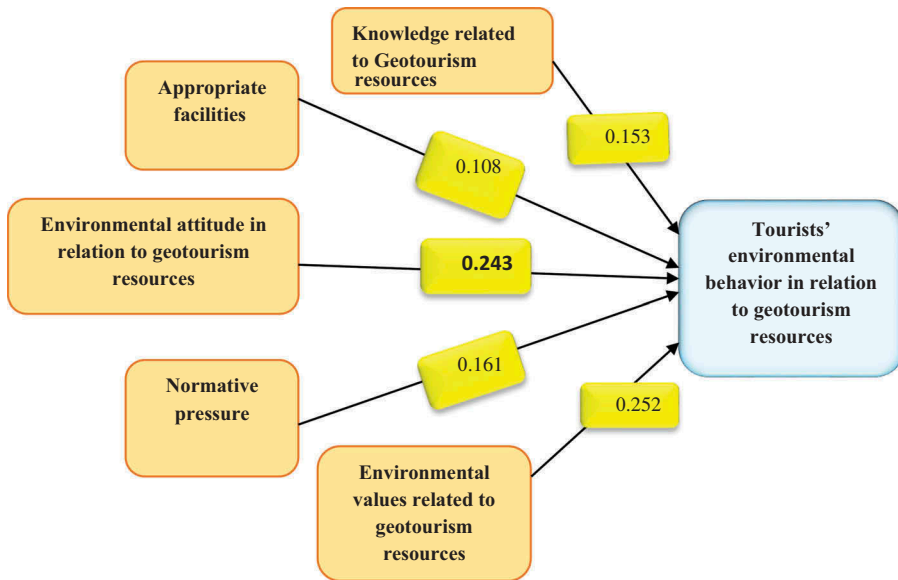 Knowledge related
to Geotourism
resources
Appropriate
facilities
0.153
0.108
Environmental attitude in
relation to geotourism
resources
0.243
Tourists’
environmental
behavior in relation
to geotourism
resources
Normative
pressure
0.161
0.252
Environmental
values related to
geotourism
resources